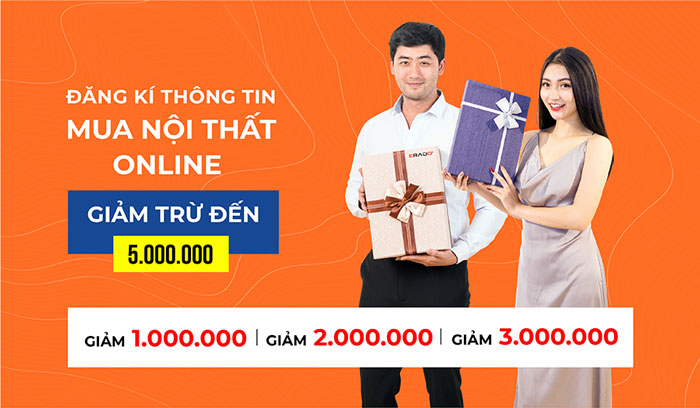 ĐĂNG KÍ THÔNG TIN
MUA NỘI THẤT
ONLINE
GIẢM TRỪ ĐẾN
5.000.000
ERADO
GIẢM 1.000.000 | GIẢM 2.000.000 | GIẢM 3.000.000